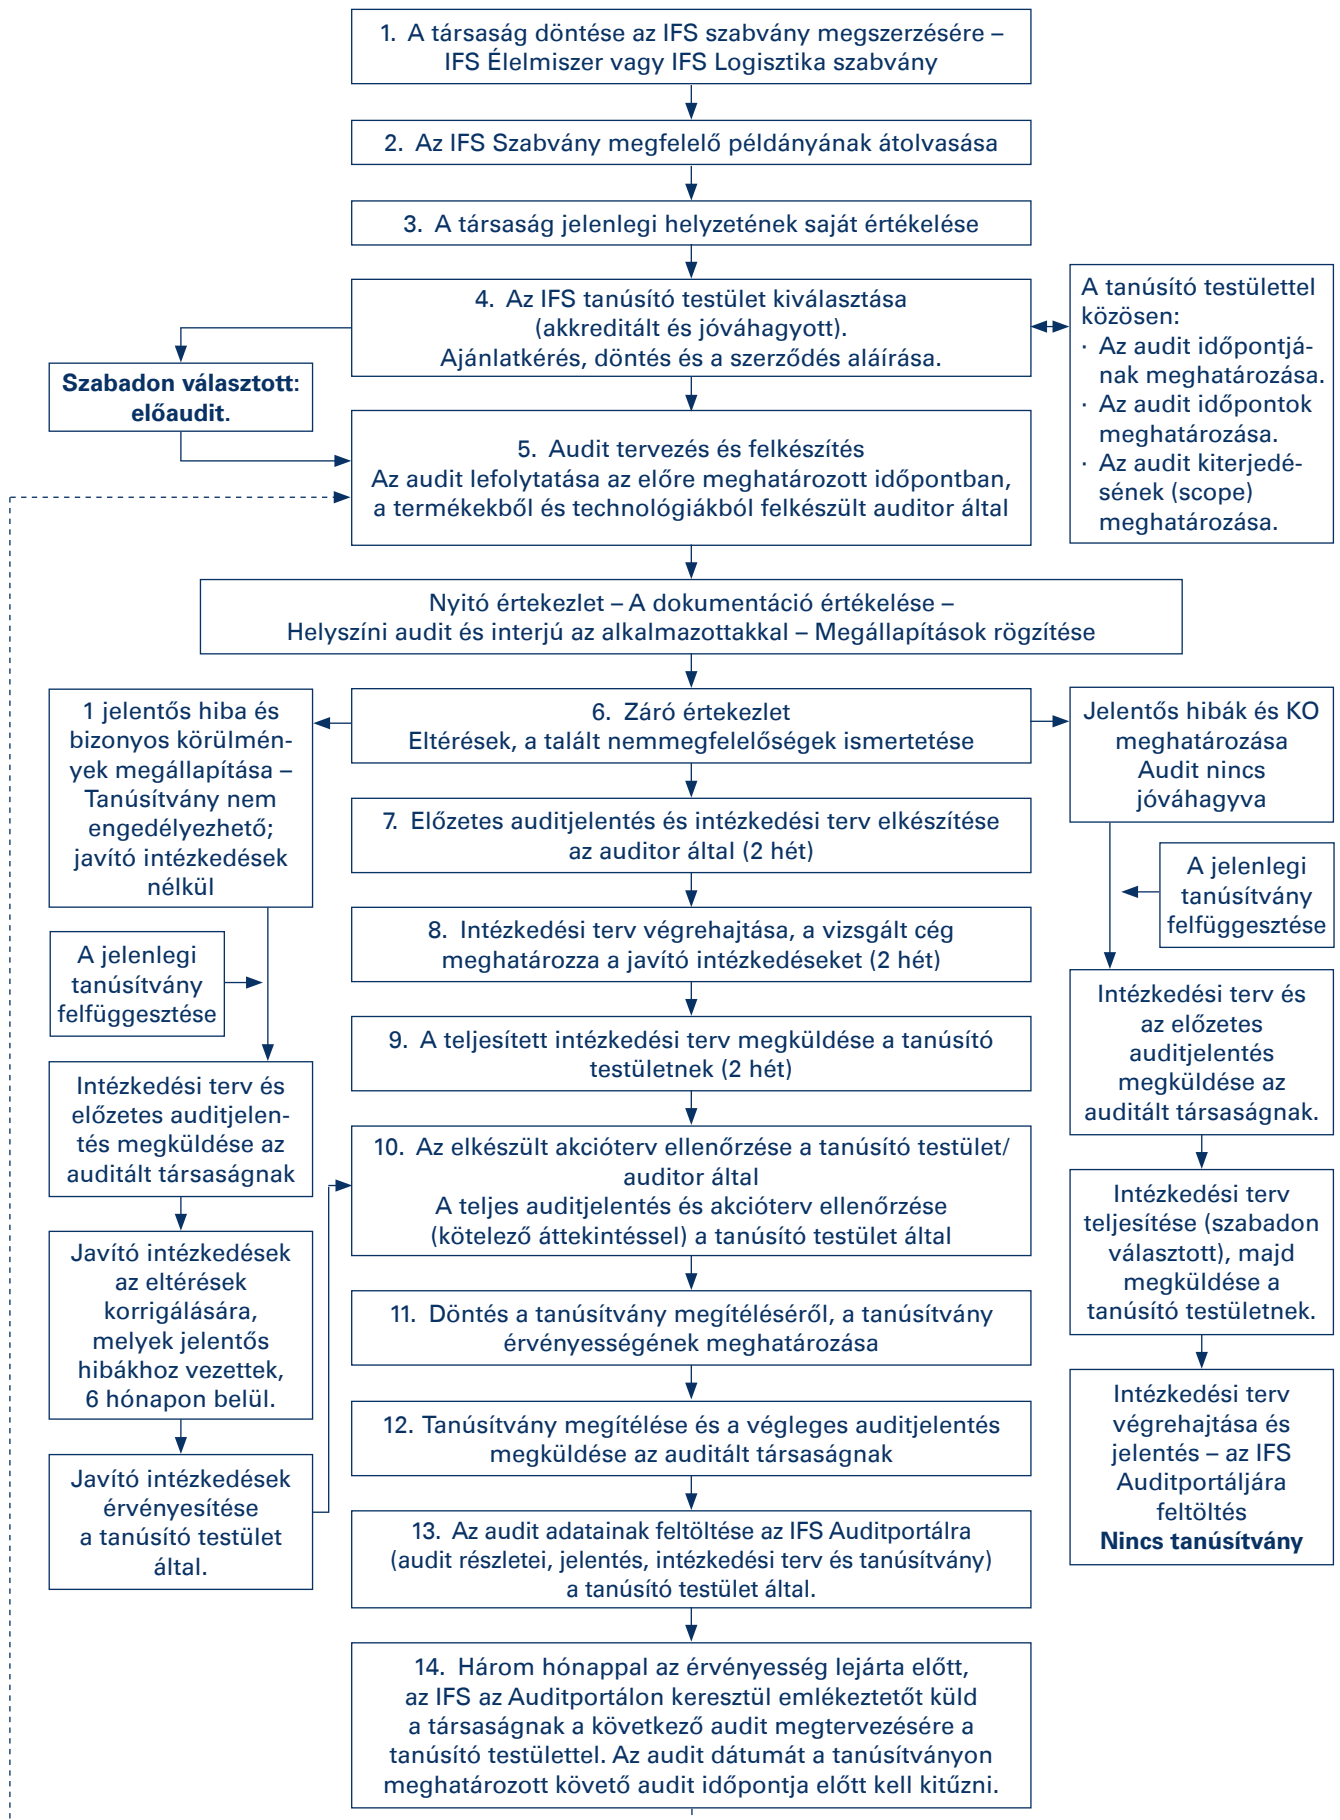 1. A társaság döntése az IFS szabvány megszerzésére –
IFS Élelmiszer vagy IFS Logisztika szabvány
2. Az IFS Szabvány megfelelő példányának átolvasása
3. A társaság jelenlegi helyzetének saját értékelése
4. Az IFS tanúsító testület kiválasztása
(akkreditált és jóváhagyott).
Ajánlatkérés, döntés és a szerződés aláírása.
A tanúsító testülettel
közösen:
· Az audit időpontjá-
nak meghatározása.
· Az audit időpontok
meghatározása.
· Az audit kiterjedé-
sének (scope)
meghatározása.
Szabadon választott:
előaudit.
5. Audit tervezés és felkészítés
Az audit lefolytatása az előre meghatározott időpontban,
a termékekből és technológiákból felkészült auditor által
Nyitó értekezlet – A dokumentáció értékelése –
Helyszíni audit és interjú az alkalmazottakkal – Megállapítások rögzítése
1 jelentős hiba és
bizonyos körülmén-
yek megállapítása –
Tanúsítvány nem
engedélyezhető;
javító intézkedések
nélkül
A jelenlegi
tanúsítvány
felfüggesztése
Intézkedési terv és
előzetes auditjelen-
tés megküldése az
auditált társaságnak
Javító intézkedések
az eltérések
korrigálására,
melyek jelentős
hibákhoz vezettek,
6 hónapon belül.
Javító intézkedések
érvényesítése
a tanúsító testület
által.
6. Záró értekezlet
Eltérések, a talált nemmegfelelőségek ismertetése
7. Előzetes auditjelentés és intézkedési terv elkészítése
az auditor által (2 hét)
8. Intézkedési terv végrehajtása, a vizsgált cég
meghatározza a javító intézkedéseket (2 hét)
9. A teljesített intézkedési terv megküldése a tanúsító
testületnek (2 hét)
10. Az elkészült akcióterv ellenőrzése a tanúsító testület/
auditor által
A teljes auditjelentés és akcióterv ellenőrzése
(kötelező áttekintéssel) a tanúsító testület által
11. Döntés a tanúsítvány megítéléséről, a tanúsítvány
érvényességének meghatározása
12. Tanúsítvány megítélése és a végleges auditjelentés
megküldése az auditált társaságnak
13. Az audit adatainak feltöltése az IFS Auditportálra
(audit részletei, jelentés, intézkedési terv és tanúsítvány)
a tanúsító testület által.
14. Három hónappal az érvényesség lejárta előtt,
az IFS az Auditportálon keresztül emlékeztetőt küld
a társaságnak a következő audit megtervezésére a
tanúsító testülettel. Az audit dátumát a tanúsítványon
meghatározott követő audit időpontja előtt kell kitűzni.
Jelentős hibák és KO
meghatározása
Audit nincs
jóváhagyva
A jelenlegi
tanúsítvány
felfüggesztése
Intézkedési terv és
az előzetes
auditjelentés
megküldése az
auditált társaságnak.
Intézkedési terv
teljesítése (szabadon
választott), majd
megküldése a
tanúsító testületnek.
Intézkedési terv
végrehajtása és
jelentés – az IFS
Auditportáljára
feltöltés
Nincs tanúsítvány